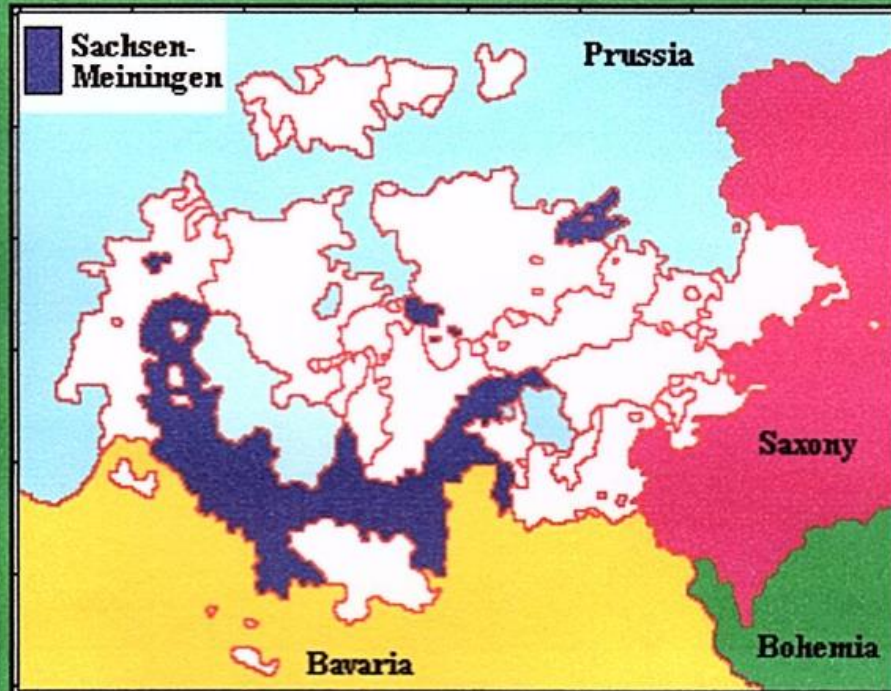 Sachsen-
Meiningen
Prussia
Saxony
Bohemia
Bavaria